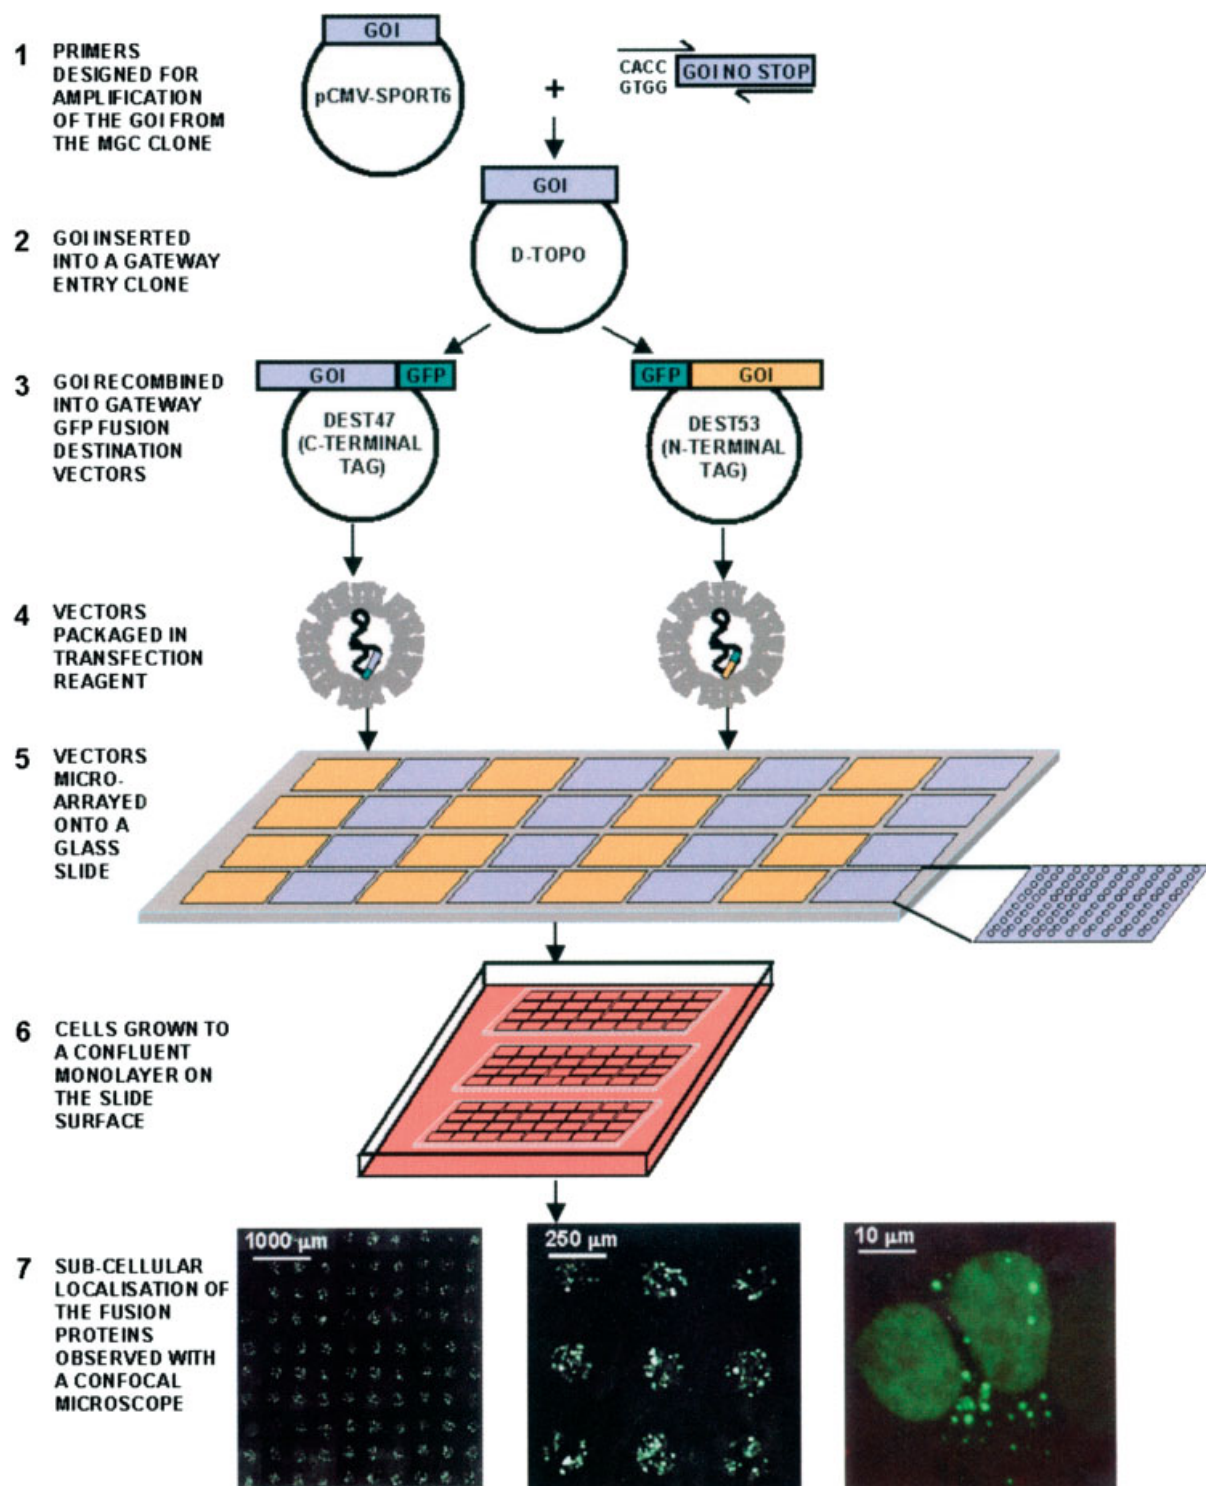 GOI
pCMV-SPORT6
+
CACC
GTGG
GOI NO STOP
1
PRIMERS
DESIGNED FOR
AMPLIFICATION
OF THE GOI FROM
THE MGC CLONE
GOI
D-TOPO
2
GOI INSERTED
INTO A GATEWAY
ENTRY CLONE
GOI GFP
DEST47
(C-TERMINAL
TAG)
GFP GOI
DEST53
(N-TERMINAL
TAG)
3
GOI RECOMBINED
INTO GATEWAY
GFP FUSION
DESTINATION
VECTORS
4
VECTORS
PACKAGED IN
TRANSFECTION
REAGENT
5
VECTORS
MICRO-
ARRAYED
ONTO A
GLASS
SLIDE
6
CELLS GROWN TO
A CONFLUENT
MONOLAYER ON
THE SLIDE
SURFACE
7
SUB-CELLULAR
LOCALISATION OF
THE FUSION
PROTEINS
OBSERVED WITH
A CONFOCAL
MICROSCOPE
1000 µm
250 µm
10 µm